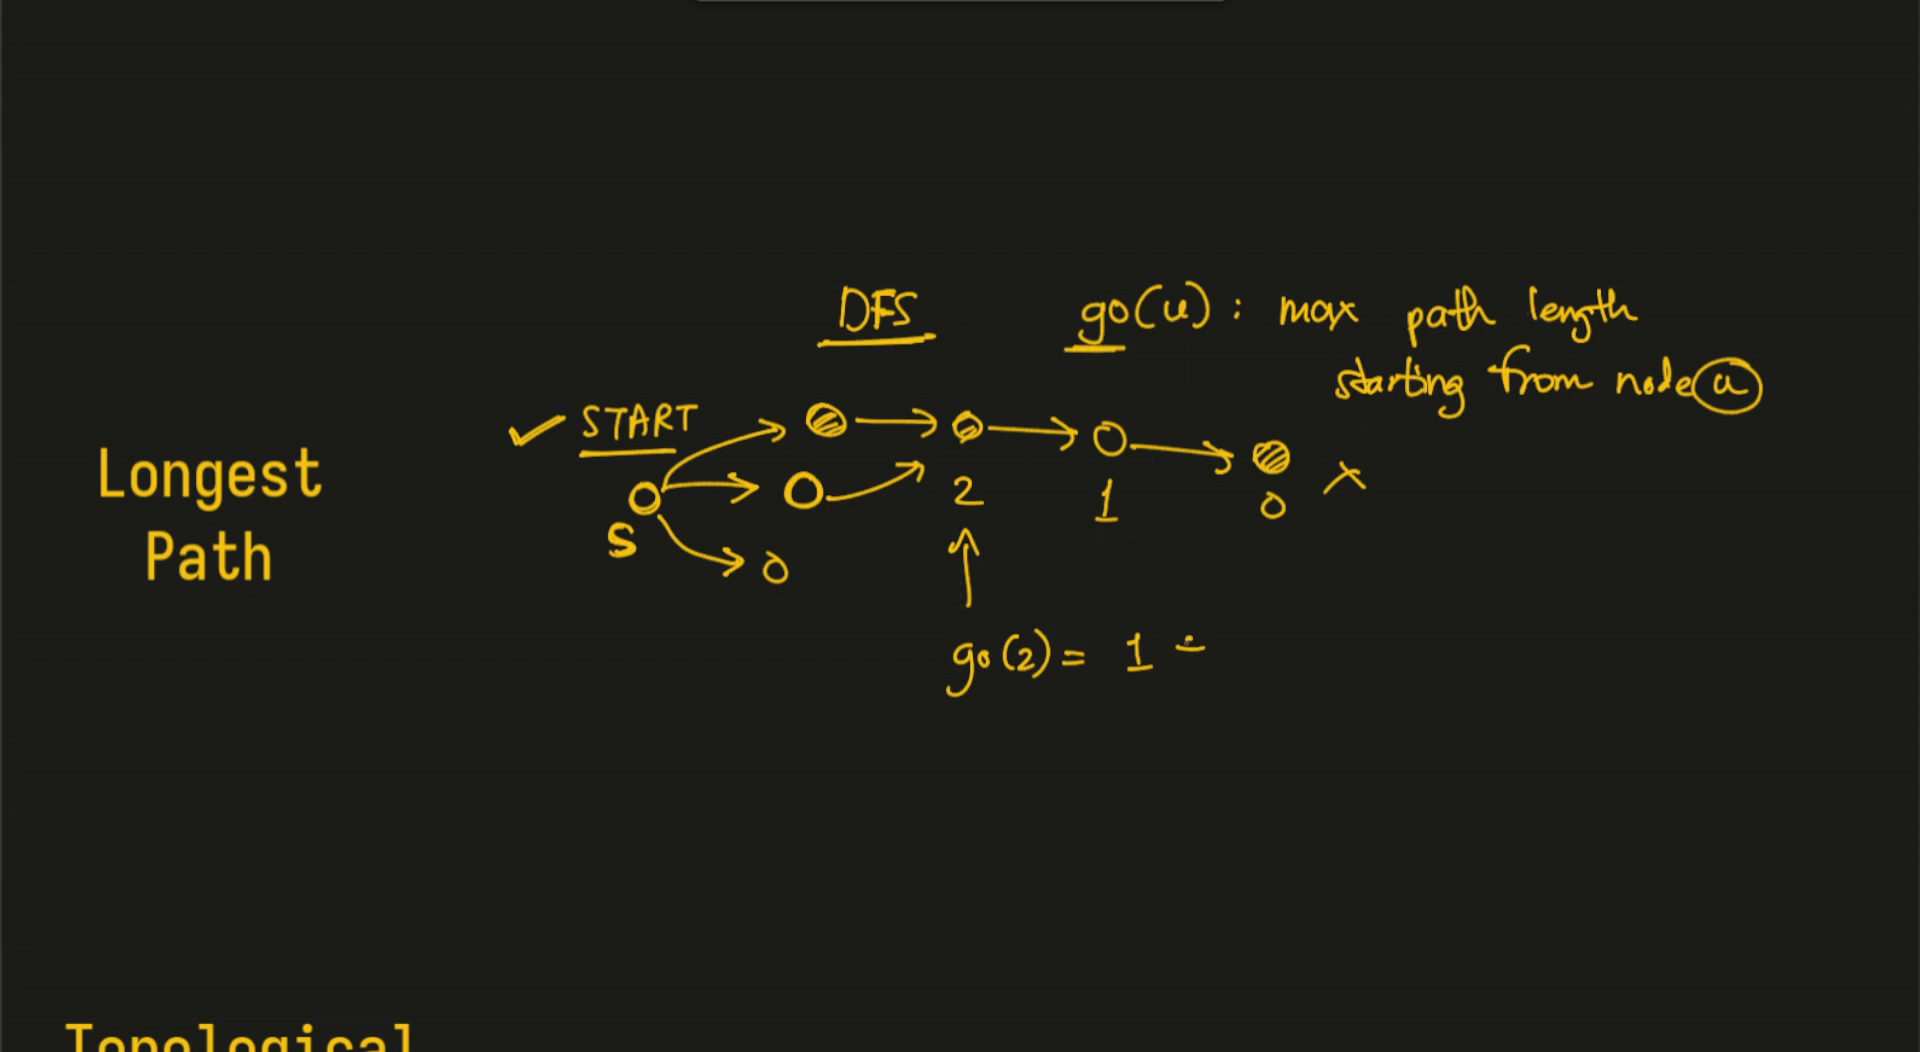 DFS
go(u) : max path length
starting from node u
START
Longest
Path
S
2
1
0
go(2) = 1
Topological